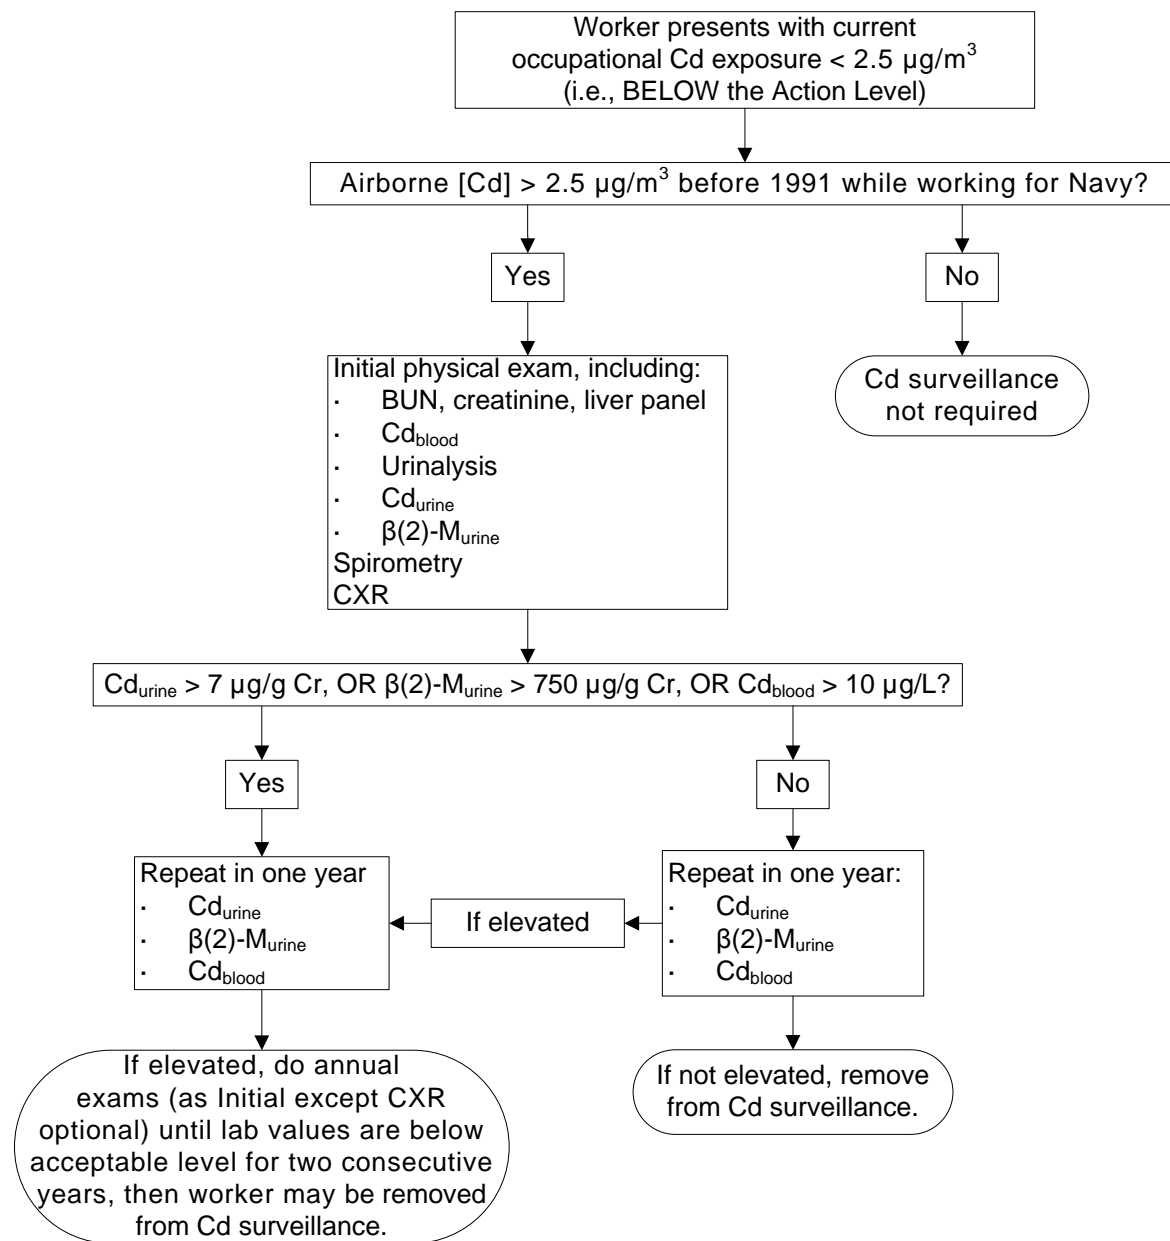 Worker presents with current
occupational Cd exposure < 2.5 µg/m³
(i.e., BELOW the Action Level)
Airborne [Cd] > 2.5 µg/m³ before 1991 while working for Navy?
Yes
No
Initial physical exam, including:
· BUN, creatinine, liver panel
· Cdblood
· Urinalysis
· Cdurine
· β(2)-Murine
Spirometry
CXR
Cd surveillance
not required
Cdurine > 7 µg/g Cr, OR β(2)-Murine > 750 µg/g Cr, OR Cdblood > 10 µg/L?
Yes
No
Repeat in one year
· Cdurine
· β(2)-Murine
· Cdblood
If elevated
Repeat in one year:
· Cdurine
· β(2)-Murine
· Cdblood
If elevated, do annual
exams (as Initial except CXR
optional) until lab values are below
acceptable level for two consecutive
years, then worker may be removed
from Cd surveillance.
If not elevated, remove
from Cd surveillance.